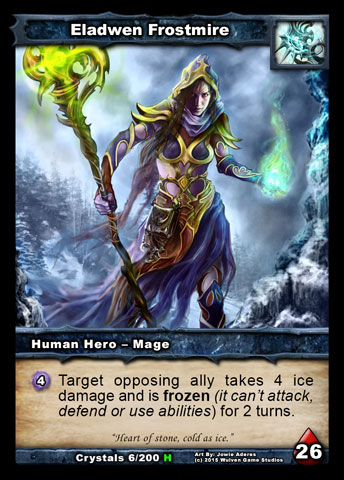 Eladwen Frostmire
Human Hero – Mage
4 Target opposing ally takes 4 ice
damage and is frozen (it can't attack,
defend or use abilities) for 2 turns.
"Heart of stone, cold as ice."
Crystals 6/200 H
Art By: Jowie Aderes
(c) 2015 Wulven Game Studios
26